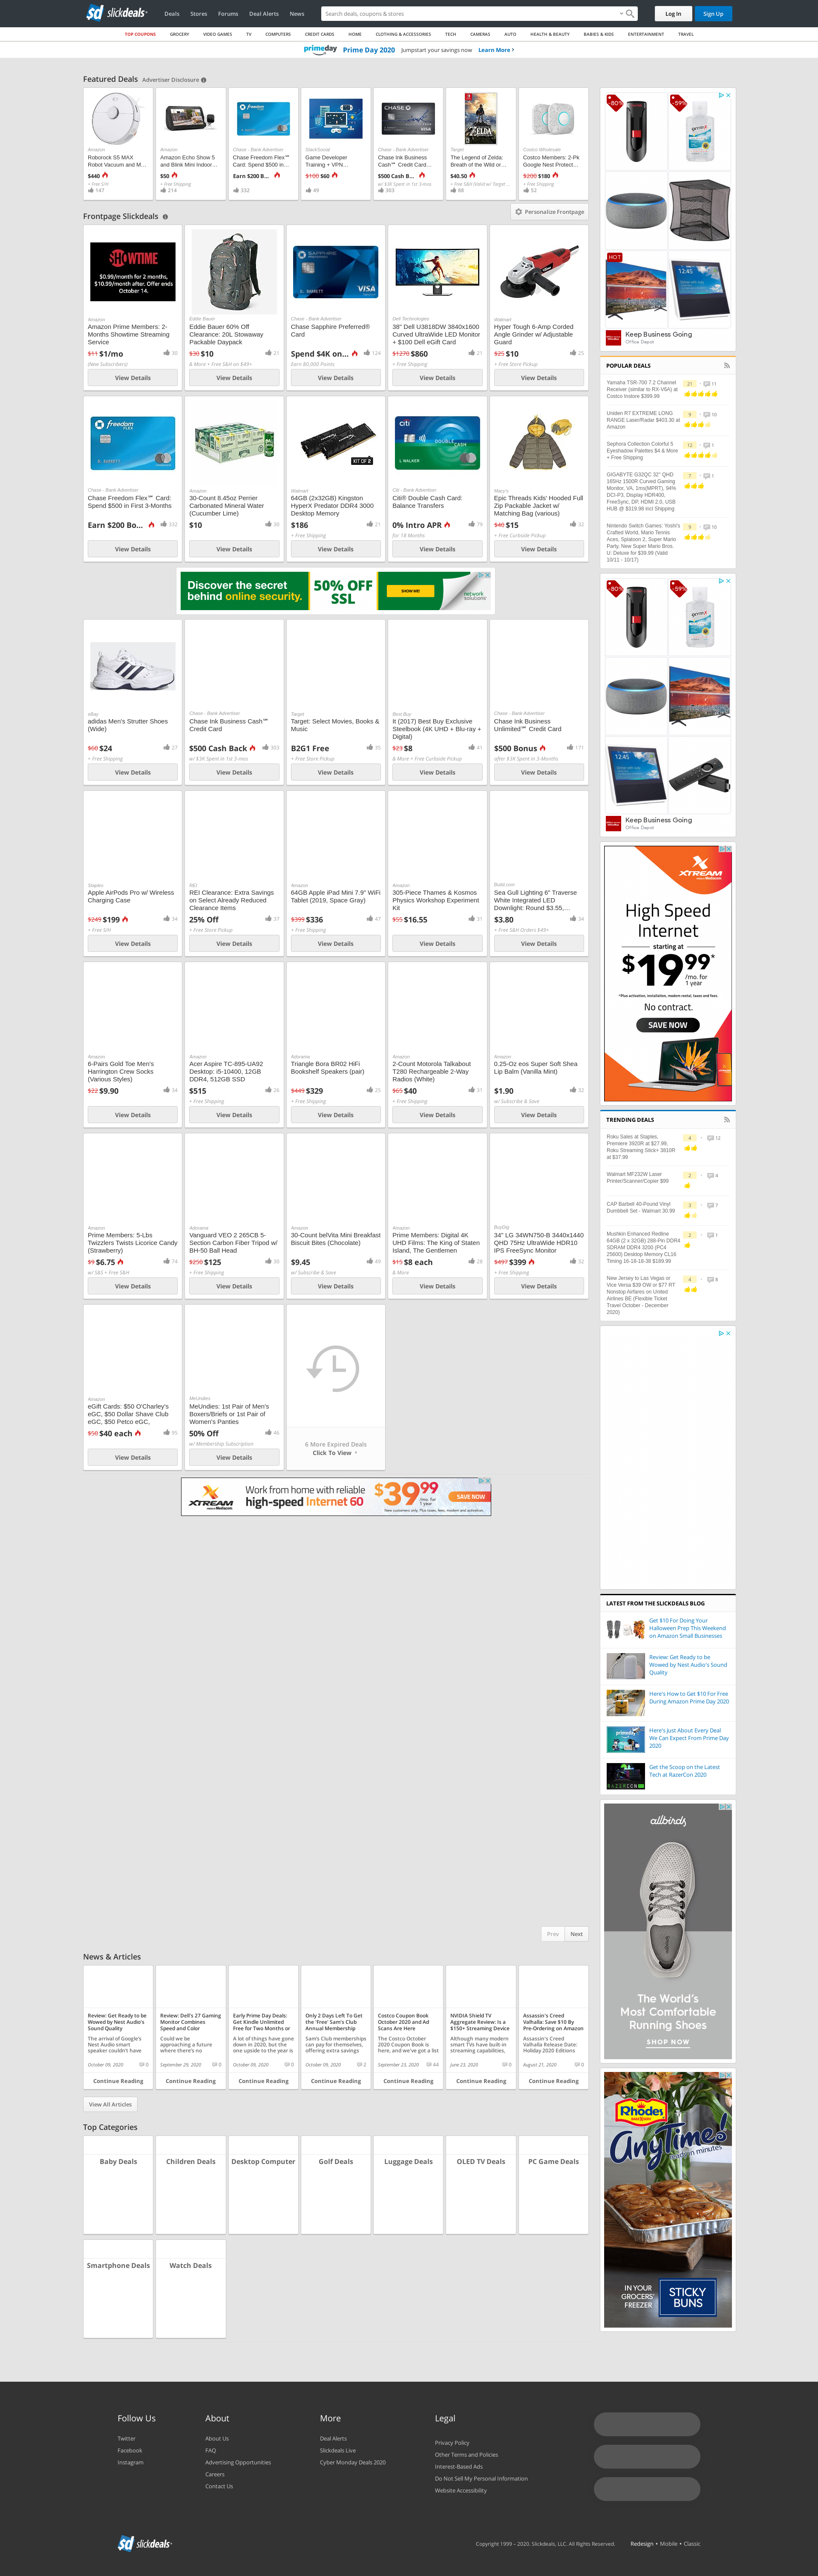 slickdeals
Deals Stores Forums Deal Alerts News
Search deals, coupons & stores
Log In
Sign Up
TOP COUPONS GROCERY VIDEO GAMES TV COMPUTERS CREDIT CARDS HOME CLOTHING & ACCESSORIES TECH CAMERAS AUTO HEALTH & BEAUTY BABIES & KIDS ENTERTAINMENT TRAVEL
primeday Prime Day 2020 Jumpstart your savings now Learn More
Featured Deals Advertiser Disclosure
Amazon
Roborock S5 MAX
Robot Vacuum and M...
$440
+ Free S/H
147
Amazon
Amazon Echo Show 5
and Blink Mini Indoor...
$50
+ Free Shipping
214
Chase - Bank Advertiser
Chase Freedom Flex℠
Card: Spend $500 in...
Earn $200 B...
332
StackSocial
Game Developer
Training + VPN...
$100 $60
49
Chase - Bank Advertiser
Chase Ink Business
Cash℠ Credit Card...
$500 Cash B...
w/ $3K Spent in 1st 3-mos
303
Target
The Legend of Zelda:
Breath of the Wild or...
$40.50
88
Costco Wholesale
Costco Members: 2-Pk
Google Nest Protect...
$200 $180
+ Free Shipping
52
Frontpage Slickdeals
Personalize Frontpage
SHOWTIME
$0.99/month for 2 months,
$10.99/month after. Offer ends
October 14.
Amazon
Amazon Prime Members: 2-
Months Showtime Streaming
Service
$11 $1/mo
30
(New Subscribers)
View Details
Eddie Bauer
Eddie Bauer 60% Off
Clearance: 20L Stowaway
Packable Daypack
$30 $10
21
& More + Free S&H on $49+
View Details
Chase - Bank Advertiser
Chase Sapphire Preferred®
Card
Spend $4K on...
124
Earn 60,000 Points
View Details
Dell Technologies
38" Dell U3818DW 3840x1600
Curved UltraWide LED Monitor
+ $100 Dell eGift Card
$1270 $860
21
+ Free Shipping
View Details
Walmart
Hyper Tough 6-Amp Corded
Angle Grinder w/ Adjustable
Guard
$25 $10
25
+ Free Store Pickup
View Details
Chase - Bank Advertiser
Chase Freedom Flex℠ Card:
Spend $500 in First 3-Months
Earn $200 Bo...
332
View Details
Amazon
30-Count 8.45oz Perrier
Carbonated Mineral Water
(Cucumber Lime)
$10
30
View Details
KIT OF 2
Walmart
64GB (2x32GB) Kingston
HyperX Predator DDR4 3000
Desktop Memory
$186
21
+ Free Shipping
View Details
Citi - Bank Advertiser
Citi® Double Cash Card:
Balance Transfers
0% Intro APR
79
for 18 Months
View Details
Macy's
Epic Threads Kids' Hooded Full
Zip Packable Jacket w/
Matching Bag (various)
$40 $15
32
+ Free Curbside Pickup
View Details
Discover the secret
behind online security.
50% OFF
SSL
SHOW ME!
network
solutions
eBay
adidas Men's Strutter Shoes
(Wide)
$60 $24
27
+ Free Shipping
View Details
Chase - Bank Advertiser
Chase Ink Business Cash℠
Credit Card
$500 Cash Back
303
w/ $3K Spent in 1st 3-mos
View Details
Target
Target: Select Movies, Books &
Music
B2G1 Free
35
+ Free Store Pickup
View Details
Best Buy
It (2017) Best Buy Exclusive
Steelbook (4K UHD + Blu-ray +
Digital)
$23 $8
41
& More + Free Curbside Pickup
View Details
Chase - Bank Advertiser
Chase Ink Business
Unlimited℠ Credit Card
$500 Bonus
171
after $3K Spent in 3-Months
View Details
Staples
Apple AirPods Pro w/ Wireless
Charging Case
$249 $199
34
+ Free S/H
View Details
REI
REI Clearance: Extra Savings
on Select Already Reduced
Clearance Items
25% Off
37
+ Free Store Pickup
View Details
Amazon
64GB Apple iPad Mini 7.9" WiFi
Tablet (2019, Space Gray)
$399 $336
47
+ Free Shipping
View Details
Amazon
305-Piece Thames & Kosmos
Physics Workshop Experiment
Kit
$55 $16.55
31
+ Free Shipping
View Details
Build.com
Sea Gull Lighting 6" Traverse
White Integrated LED
Downlight: Round $3.55,...
$3.80
34
+ Free S&H Orders $49+
View Details
Amazon
6-Pairs Gold Toe Men's
Harrington Crew Socks
(Various Styles)
$22 $9.90
34
View Details
Amazon
Acer Aspire TC-895-UA92
Desktop: i5-10400, 12GB
DDR4, 512GB SSD
$515
26
+ Free Shipping
View Details
Adorama
Triangle Bora BR02 HiFi
Bookshelf Speakers (pair)
$449 $329
25
+ Free Shipping
View Details
Amazon
2-Count Motorola Talkabout
T280 Rechargeable 2-Way
Radios (White)
$65 $40
31
+ Free Shipping
View Details
Amazon
0.25-Oz eos Super Soft Shea
Lip Balm (Vanilla Mint)
$1.90
32
w/ Subscribe & Save
View Details
Amazon
Prime Members: 5-Lbs
Twizzlers Twists Licorice Candy
(Strawberry)
$9 $6.75
74
w/ S&S + Free S&H
View Details
Adorama
Vanguard VEO 2 265CB 5-
Section Carbon Fiber Tripod w/
BH-50 Ball Head
$250 $125
30
+ Free Shipping
View Details
Amazon
30-Count belVita Mini Breakfast
Biscuit Bites (Chocolate)
$9.45
49
w/ Subscribe & Save
View Details
Amazon
Prime Members: Digital 4K
UHD Films: The King of Staten
Island, The Gentlemen
$15 $8 each
28
& More
View Details
BuyDig
34" LG 34WN750-B 3440x1440
QHD 75Hz UltraWide HDR10
IPS FreeSync Monitor
$497 $399
32
+ Free Shipping
View Details
Amazon
eGift Cards: $50 O'Charley's
eGC, $50 Dollar Shave Club
eGC, $50 Petco eGC,
$50 $40 each
95
View Details
MeUndies
MeUndies: 1st Pair of Men's
Boxers/Briefs or 1st Pair of
Women's Panties
50% Off
46
w/ Membership Subscription
View Details
6 More Expired Deals
Click To View
XTREAM
Work from home with reliable
high-speed Internet 60
$39.99
SAVE NOW
Prev Next
News & Articles
Review: Get Ready to be
Wowed by Nest Audio's
Sound Quality
The arrival of Google's
Nest Audio smart
speaker couldn't have
October 09, 2020 0
Continue Reading
Review: Dell's 27 Gaming
Monitor Combines
Speed and Color
Could we be
approaching a future
where there's no
September 29, 2020 0
Continue Reading
Early Prime Day Deals:
Get Kindle Unlimited
Free for Two Months or
A lot of things have gone
down in 2020, but the
one upside to the year is
October 09, 2020 0
Continue Reading
Only 2 Days Left To Get
the 'Free' Sam's Club
Annual Membership
Sam's Club memberships
can pay for themselves,
offering extra savings
October 09, 2020 2
Continue Reading
Costco Coupon Book
October 2020 and Ad
Scans Are Here
The Costco October
2020 Coupon Book is
here, and we've got a list
September 23, 2020 44
Continue Reading
NVIDIA Shield TV
Aggregate Review: Is a
$150+ Streaming Device
Although many modern
smart TVs have built-in
streaming capabilities,
June 23, 2020 0
Continue Reading
Assassin's Creed
Valhalla: Save $10 By
Pre-Ordering on Amazon
Assassin's Creed
Valhalla Release Date:
Holiday 2020 Editions
August 21, 2020 0
Continue Reading
View All Articles
Top Categories
Baby Deals
Children Deals
Desktop Computer
Golf Deals
Luggage Deals
OLED TV Deals
PC Game Deals
Smartphone Deals
Watch Deals
-80%
-59%
HOT
Keep Business Going
Office Depot
POPULAR DEALS
Yamaha TSR-700 7.2 Channel
Receiver (similar to RX-V6A) at
Costco Instore $399.99
21 11
Uniden R7 EXTREME LONG
RANGE Laser/Radar $403.30 at
Amazon
9 10
Sephora Collection Colorful 5
Eyeshadow Palettes $4 & More
+ Free Shipping
12 1
GIGABYTE G32QC 32" QHD
165Hz 1500R Curved Gaming
Monitor, VA, 1ms(MPRT), 94%
DCI-P3, Display HDR400,
FreeSync, DP, HDMI 2.0, USB
HUB @ $319.98 incl Shipping
7 1
Nintendo Switch Games: Yoshi's
Crafted World, Mario Tennis
Aces, Splatoon 2, Super Mario
Party, New Super Mario Bros.
U: Deluxe for $39.99 (Valid
10/11 - 10/17)
9 10
-80%
-59%
Keep Business Going
Office Depot
XTREAM
High Speed
Internet
starting at
$19.99*
/mo. for
1 year
*Plus activation, installation, modem rental, taxes and fees.
No contract.
SAVE NOW
TRENDING DEALS
Roku Sales at Staples,
Premiere 3920R at $27.99,
Roku Streaming Stick+ 3810R
at $37.99
4 12
Walmart MF232W Laser
Printer/Scanner/Copier $99
2 4
CAP Barbell 40-Pound Vinyl
Dumbbell Set - Walmart 30.99
3 7
Mushkin Enhanced Redline
64GB (2 x 32GB) 288-Pin DDR4
SDRAM DDR4 3200 (PC4
25600) Desktop Memory CL16
Timing 16-18-18-38 $189.99
2 1
New Jersey to Las Vegas or
Vice Versa $39 OW or $77 RT
Nonstop Airfares on United
Airlines BE (Flexible Ticket
Travel October - December
2020)
4 8
LATEST FROM THE SLICKDEALS BLOG
Get $10 For Doing Your
Halloween Prep This Weekend
on Amazon Small Businesses
Review: Get Ready to be
Wowed by Nest Audio's Sound
Quality
Here's How to Get $10 For Free
During Amazon Prime Day 2020
Here's Just About Every Deal
We Can Expect From Prime Day
2020
Get the Scoop on the Latest
Tech at RazerCon 2020
allbirds
The World's
Most Comfortable
Running Shoes
SHOP NOW
Rhodes
AnyTime!
IN YOUR
GROCERS'
FREEZER
STICKY
BUNS
Follow Us
Twitter
Facebook
Instagram
About
About Us
FAQ
Advertising Opportunities
Careers
Contact Us
More
Deal Alerts
Slickdeals Live
Cyber Monday Deals 2020
Legal
Privacy Policy
Other Terms and Policies
Interest-Based Ads
Do Not Sell My Personal Information
Website Accessibility
slickdeals
Copyright 1999 - 2020. Slickdeals, LLC. All Rights Reserved. Redesign • Mobile • Classic